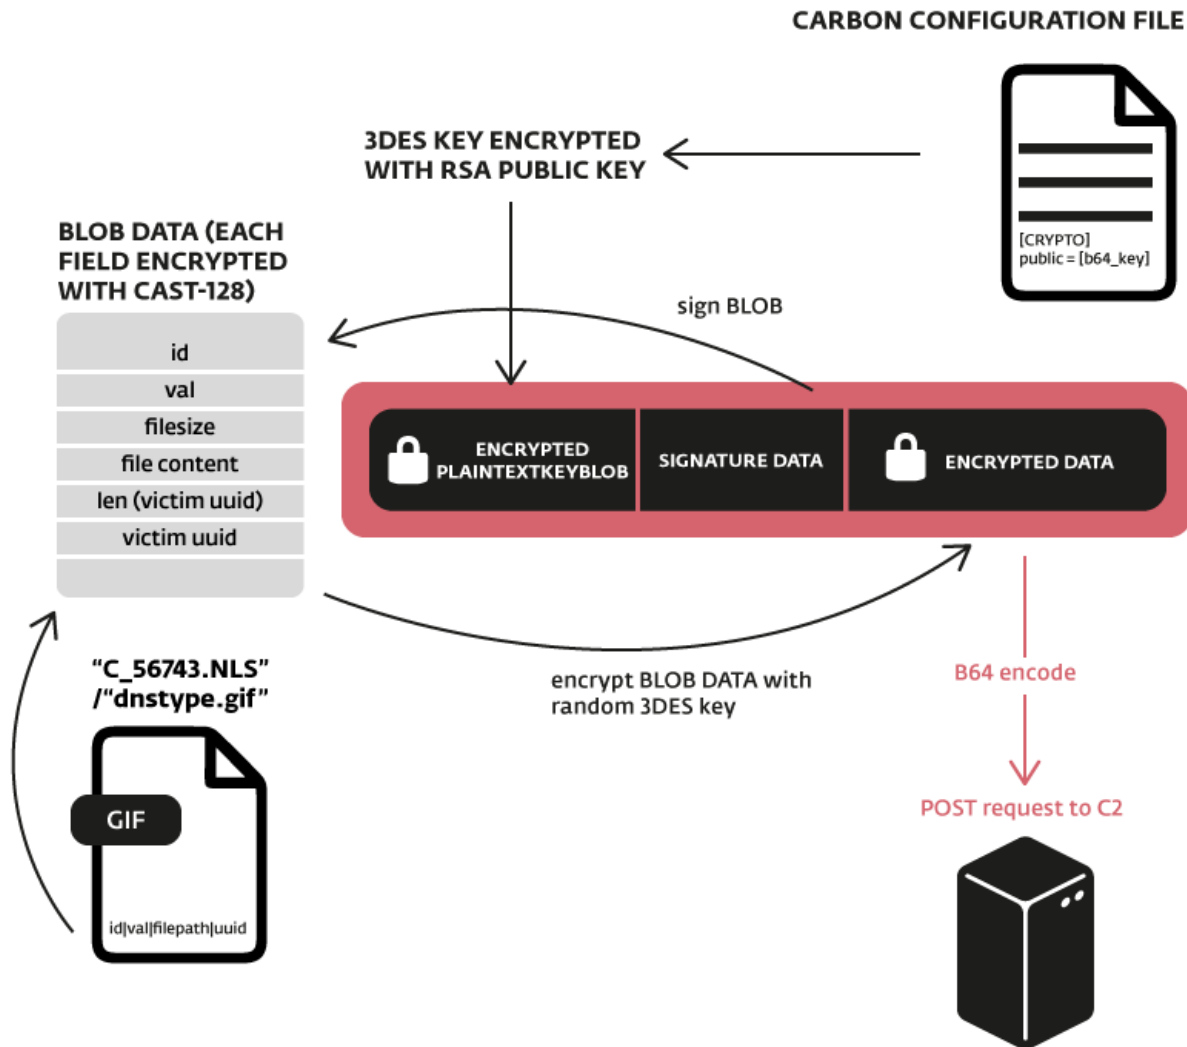 CARBON CONFIGURATION FILE
3DES KEY ENCRYPTED
WITH RSA PUBLIC KEY
[CRYPTO]
public = [b64_key]
BLOB DATA (EACH
FIELD ENCRYPTED
WITH CAST-128)
sign BLOB
id
val
filesize
file content
len (victim uuid)
victim uuid
ENCRYPTED
PLAINTEXTKEYBLOB
SIGNATURE DATA
ENCRYPTED DATA
encrypt BLOB DATA with
random 3DES key
B64 encode
POST request to C2
“C_56743.NLS”
/“dnstype.gif”
GIF
id|val|filepath|uuid